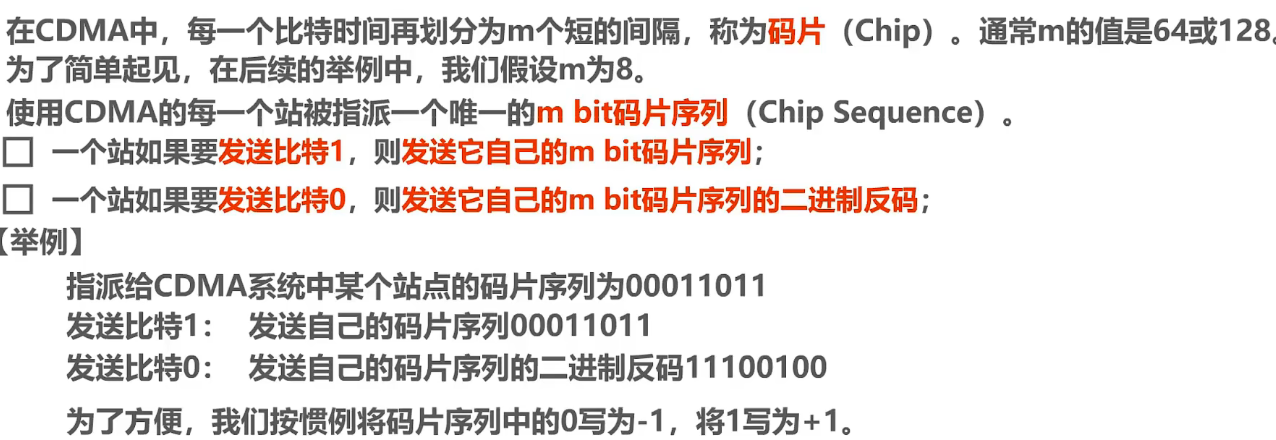 在CDMA中，每一个比特时间再划分为m个短的间隔，称为码片（Chip）。通常m的值是64或128。
为了简单起见，在后续的举例中，我们假设m为8。
使用CDMA的每一个站被指派一个唯一的m bit码片序列（Chip Sequence）。
□ 一个站如果要发送比特1，则发送它自己的m bit码片序列；
□ 一个站如果要发送比特0，则发送它自己的m bit码片序列的二进制反码；
【举例】
指派给CDMA系统中某个站点的码片序列为00011011
发送比特1： 发送自己的码片序列00011011
发送比特0： 发送自己的码片序列的二进制反码11100100
为了方便，我们按惯例将码片序列中的0写为-1，将1写为+1。